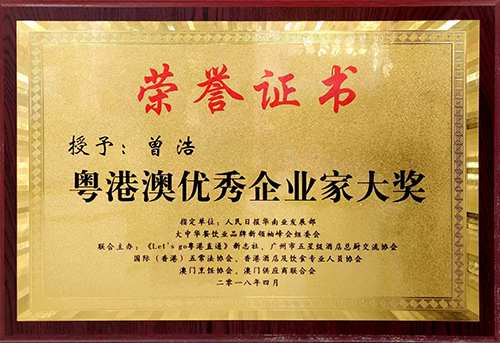 荣誉证书
授予：曾浩
粤港澳优秀企业家大奖
指定单位：人民日报华南业发展部
大中华餐饮业品牌新领袖峰会组委会
联合主办：《Let's go粤港直通》新志社、广州市五星级酒店总厨交流协会
国际（香港）五常法协会、香港酒店及饮食专业人员协会
澳门烹饪协会、澳门供应商联合会
二零一八年四月